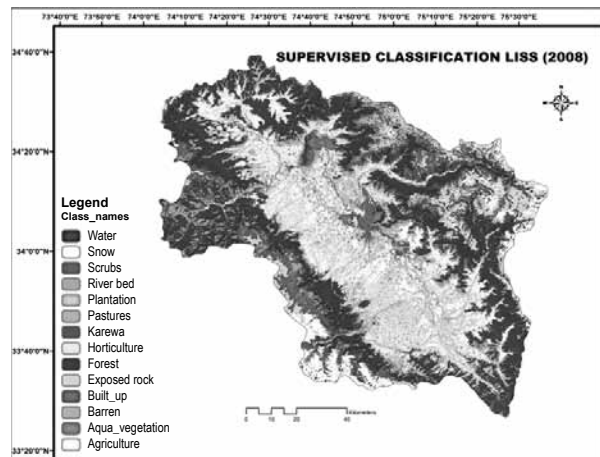 73°40'0"E 73°50'0"E 74°0'0"E 74°10'0"E 74°20'0"E 74°30'0"E 74°40'0"E 74°50'0"E 75°0'0"E 75°10'0"E 75°20'0"E 75°30'0"E
SUPERVISED CLASSIFICATION LISS (2008)
34°40'0"N
34°20'0"N
34°0'0"N
33°40'0"N
33°20'0"N
N
E
S
Legend
Class_names
Water
Snow
Scrubs
River bed
Plantation
Pastures
Karewa
Horticulture
Forest
Exposed rock
Built_up
Barren
Aqua_vegetation
Agriculture
0 5 10 20 40
Kilometers